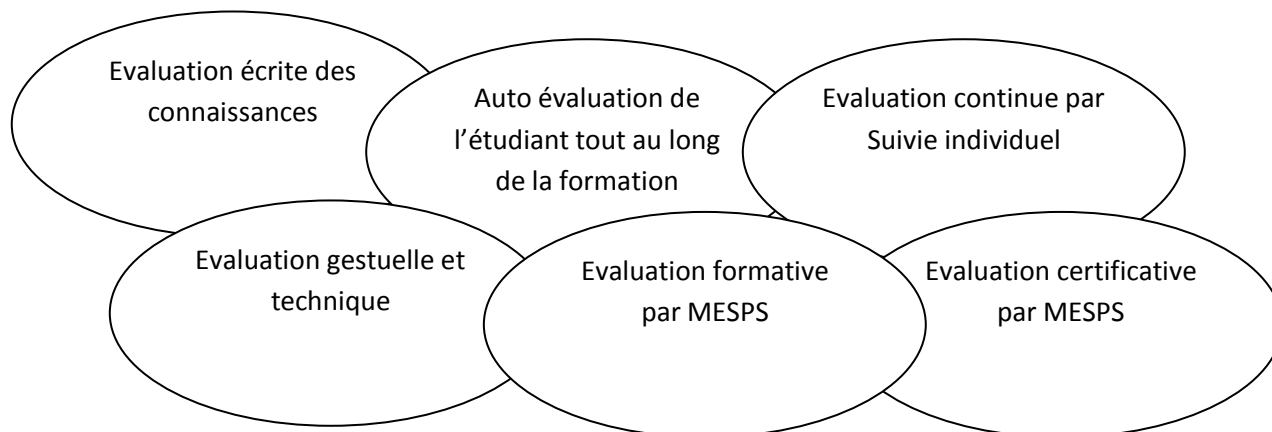 Evaluation écrite des
connaissances
Auto évaluation de
l’étudiant tout au long
de la formation
Evaluation continue par
Suivie individuel
Evaluation gestuelle et
technique
Evaluation formative
par MESPS
Evaluation certificative
par MESPS